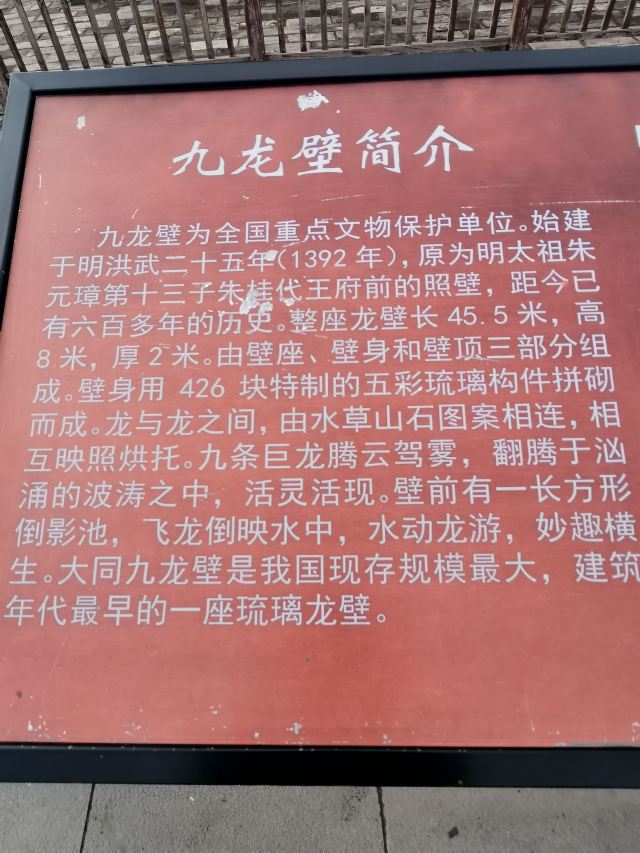 九龙壁简介
九龙壁为全国重点文物保护单位。始建
于明洪武二十五年(1392年),原为明太祖朱
元璋第十三子朱桂代王府前的照壁,距今已
有六百多年的历史。整座龙壁长45.5米,高
8米,厚2米。由壁座、壁身和壁顶三部分组
成。壁身用 426 块特制的五彩琉璃构件拼砌
而成。龙与龙之间,由水草山石图案相连,相
互映照烘托。九条巨龙腾云驾雾,翻腾于汹
涌的波涛之中,活灵活现。壁前有一长方形
倒影池,飞龙倒映水中,水动龙游,妙趣横
生。大同九龙壁是我国现存规模最大,建筑
年代最早的一座琉璃龙壁。